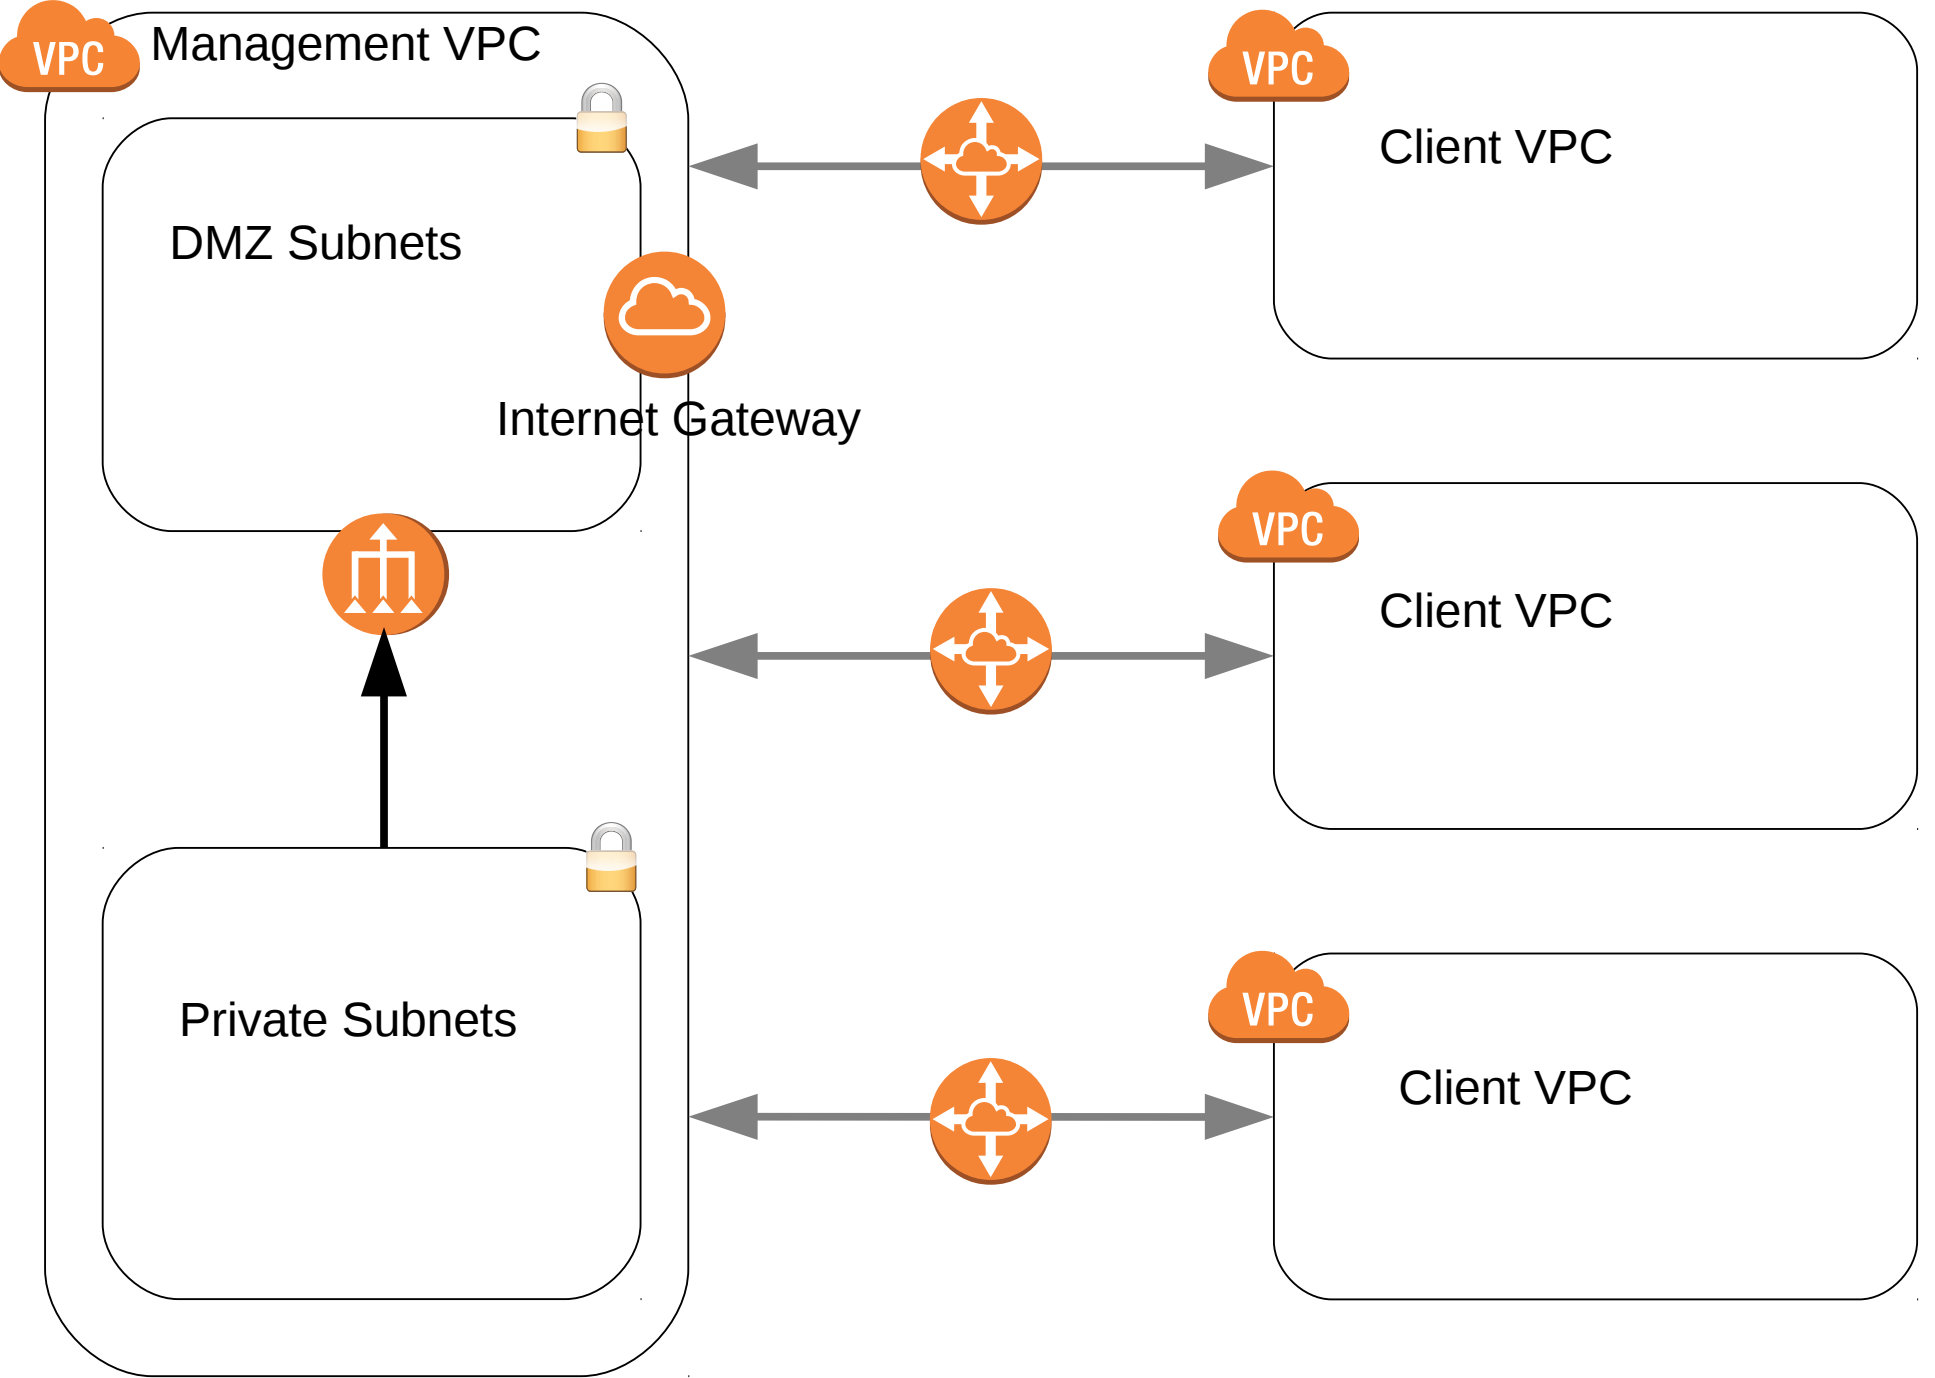 VPC
Management VPC
DMZ Subnets
Internet Gateway
Private Subnets
VPC
Client VPC
VPC
Client VPC
VPC
Client VPC